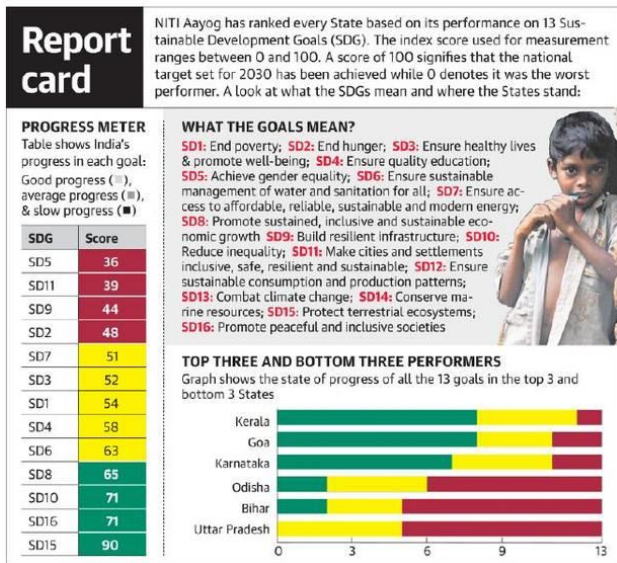 Report
card
NITI Aayog has ranked every State based on its performance on 13 Sus-
tainable Development Goals (SDG). The index score used for measurement
ranges between 0 and 100. A score of 100 signifies that the national
target set for 2030 has been achieved while 0 denotes it was the worst
performer. A look at what the SDGs mean and where the States stand:
PROGRESS METER
Table shows India's
progress in each goal:
Good progress (■),
average progress (■),
& slow progress (■)
SDG Score
SD5 36
SD11 39
SD9 44
SD2 48
SD7 51
SD3 52
SD1 54
SD4 58
SD6 63
SD8 65
SD10 71
SD16 71
SD15 90
WHAT THE GOALS MEAN?
SD1: End poverty; SD2: End hunger; SD3: Ensure healthy lives
& promote well-being; SD4: Ensure quality education;
SD5: Achieve gender equality; SD6: Ensure sustainable
management of water and sanitation for all; SD7: Ensure ac-
cess to affordable, reliable, sustainable and modern energy;
SD8: Promote sustained, inclusive and sustainable eco-
nomic growth SD9: Build resilient infrastructure; SD10:
Reduce inequality; SD11: Make cities and settlements
inclusive, safe, resilient and sustainable; SD12: Ensure
sustainable consumption and production patterns;
SD13: Combat climate change; SD14: Conserve ma-
rine resources; SD15: Protect terrestrial ecosystems;
SD16: Promote peaceful and inclusive societies
TOP THREE AND BOTTOM THREE PERFORMERS
Graph shows the state of progress of all the 13 goals in the top 3 and
bottom 3 States
Kerala
Goa
Karnataka
Odisha
Bihar
Uttar Pradesh
0 3 6 9 13